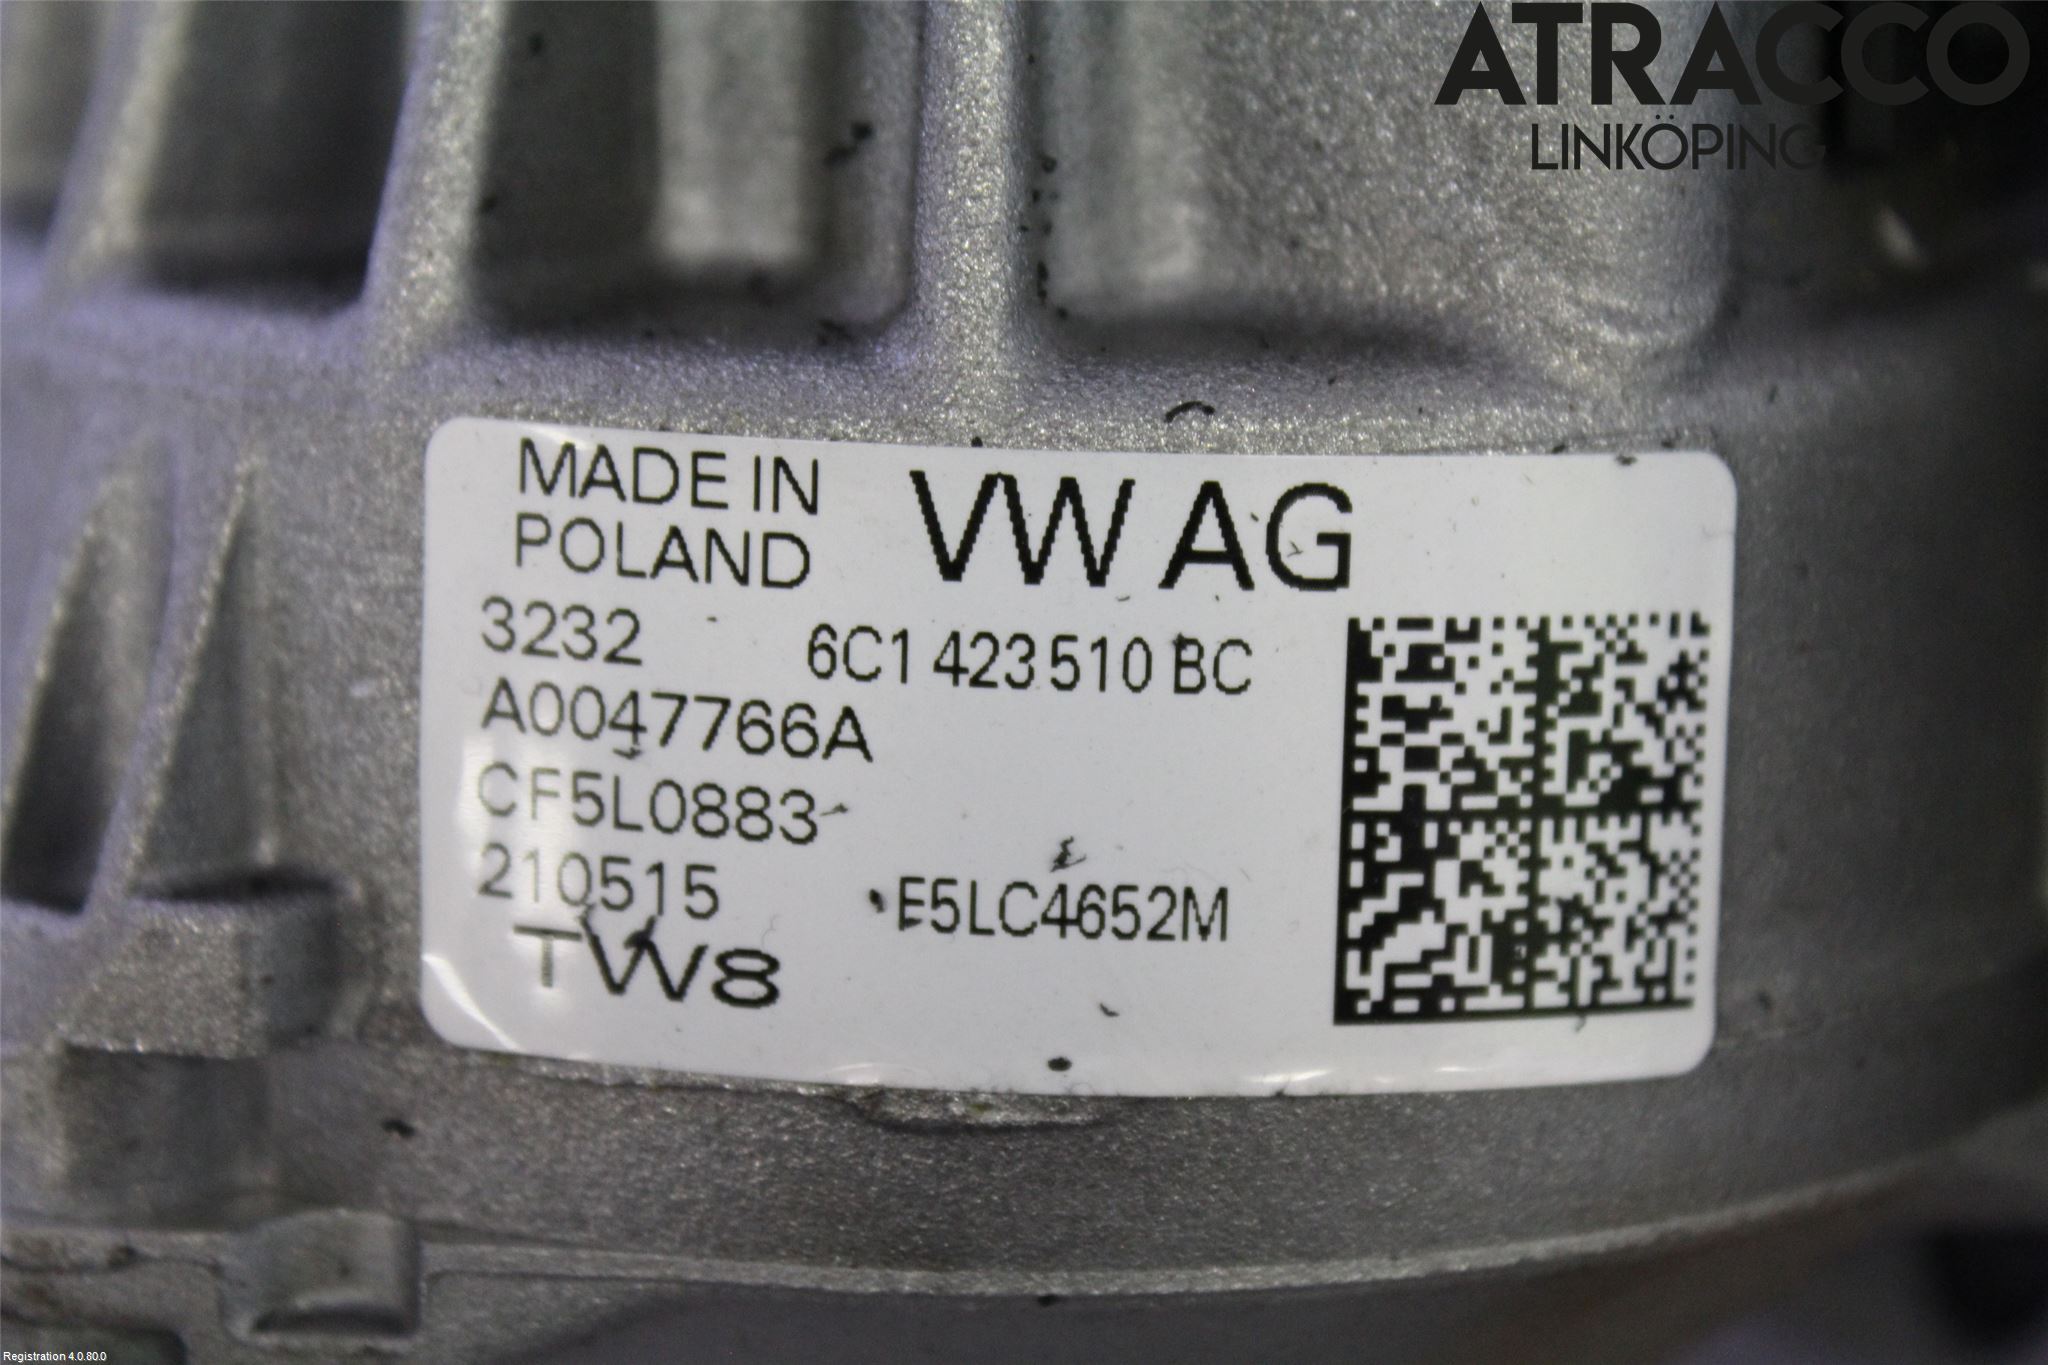 ATRACCO
LINKÖPING
MADE IN
POLAND
VW AG
3232
6C1 423 510 BC
A0047766A
CF5L0883
210515
E5LC4652M
TW8
Registration 4.0.80.0